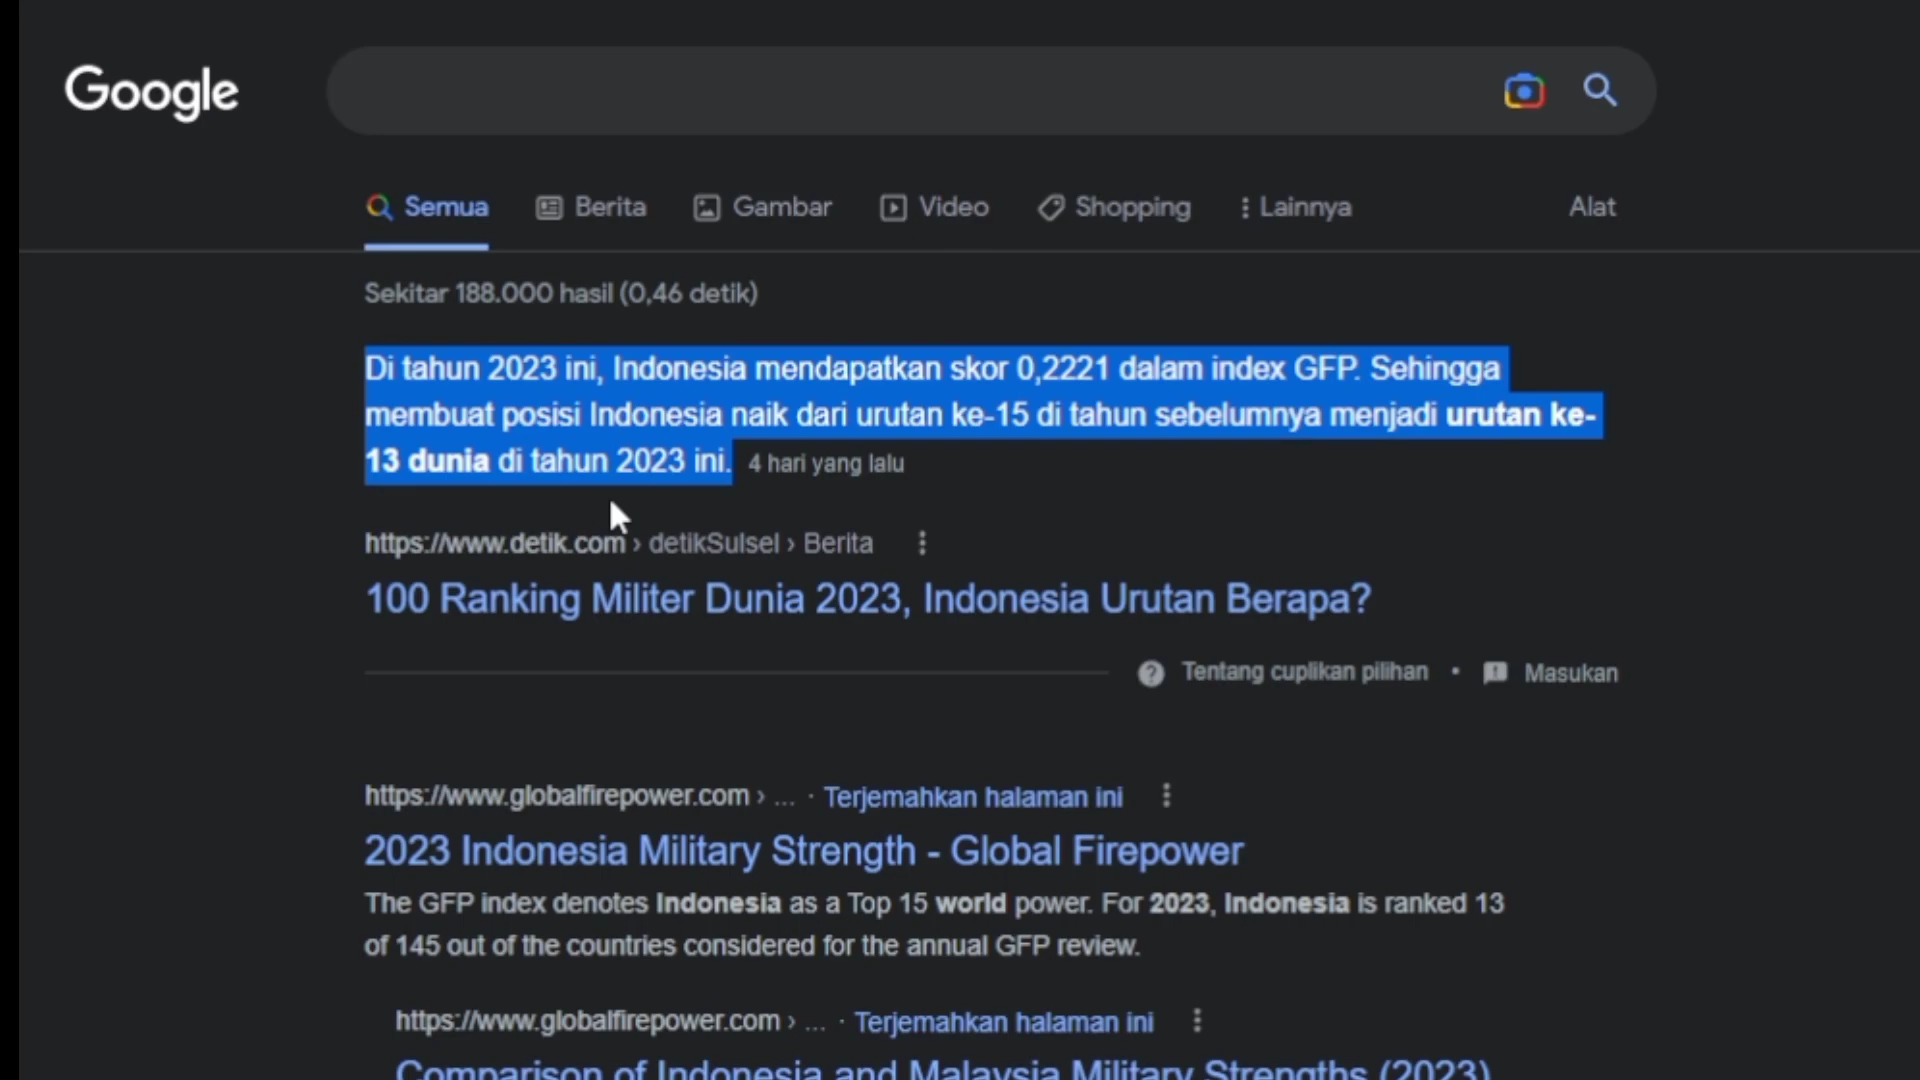 Google
Semua Berita Gambar Video Shopping Lainnya Alat
Sekitar 188.000 hasil (0,46 detik)
Di tahun 2023 ini, Indonesia mendapatkan skor 0,2221 dalam index GFP. Sehingga
membuat posisi Indonesia naik dari urutan ke-15 di tahun sebelumnya menjadi urutan ke-
13 dunia di tahun 2023 ini. 4 hari yang lalu
https://www.detik.com › detikSulsel › Berita
100 Ranking Militer Dunia 2023, Indonesia Urutan Berapa?
Tentang cuplikan pilihan • Masukan
https://www.globalfirepower.com › ... · Terjemahkan halaman ini
2023 Indonesia Military Strength - Global Firepower
The GFP index denotes Indonesia as a Top 15 world power. For 2023, Indonesia is ranked 13
of 145 out of the countries considered for the annual GFP review.
https://www.globalfirepower.com › ... · Terjemahkan halaman ini
Comparison of Indonesia and Malaysia Military Strengths (2023)